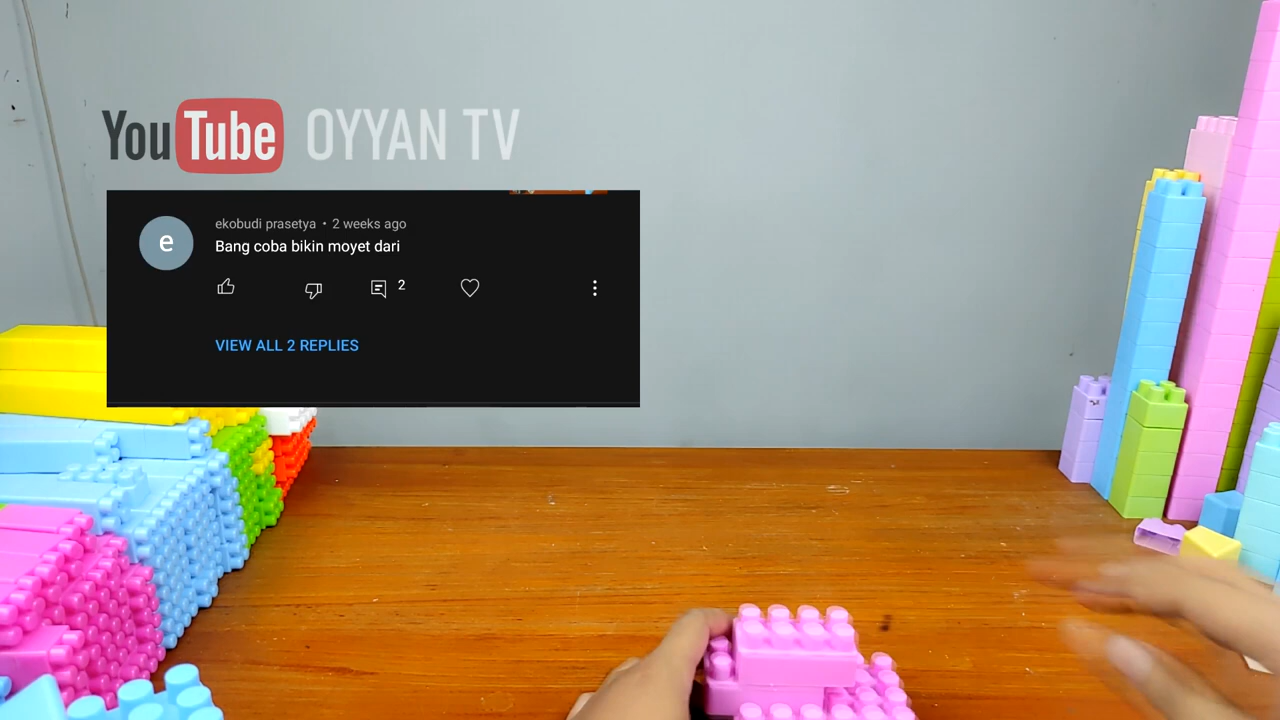 YouTube OYYAN TV
ekobudi prasetya • 2 weeks ago
e
Bang coba bikin moyet dari
2
VIEW ALL 2 REPLIES